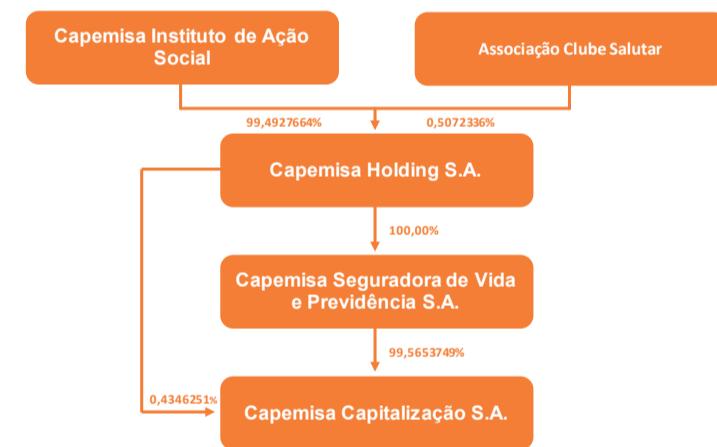 Capemisa Instituto de Ação
Social
Associação Clube Salutar
99,4927664%
0,5072336%
Capemisa Holding S.A.
100,00%
Capemisa Seguradora de Vida
e Previdência S.A.
99,5653749%
0,4346251%
Capemisa Capitalização S.A.